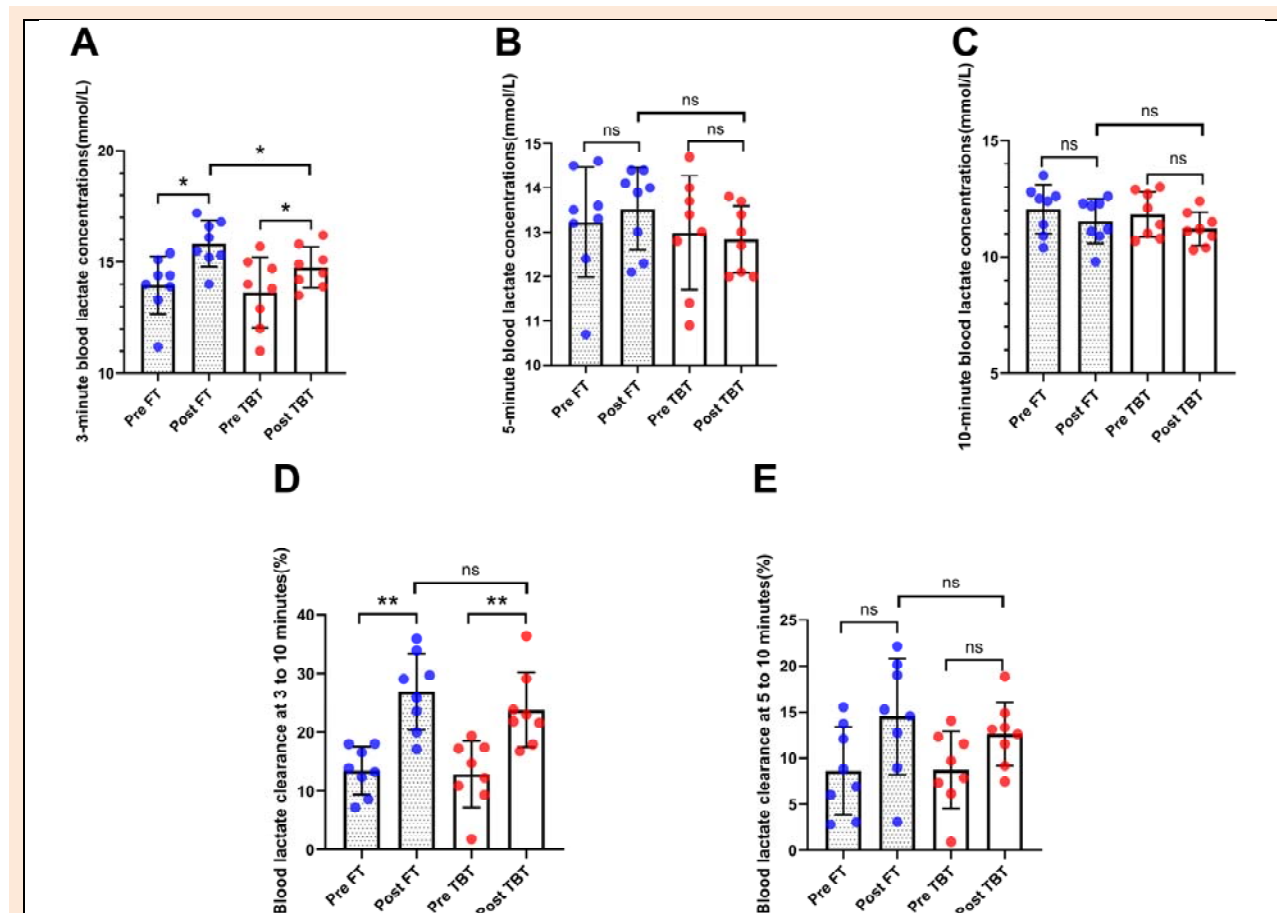 A
3-minute blood lactate concentrations(mmol/L)
20
15
10
*
*
*
Pre FT
Post FT
Pre TBT
Post TBT
B
5-minute blood lactate concentrations(mmol/L)
15
14
13
12
11
10
ns
ns
ns
Pre FT
Post FT
Pre TBT
Post TBT
C
10-minute blood lactate concentrations(mmol/L)
15
10
5
ns
ns
ns
Pre FT
Post FT
Pre TBT
Post TBT
D
Blood lactate clearance at 3 to 10 minutes(%)
40
30
20
10
0
ns
**
**
Pre FT
Post FT
Pre TBT
Post TBT
E
Blood lactate clearance at 5 to 10 minutes(%)
25
20
15
10
5
0
ns
ns
ns
Pre FT
Post FT
Pre TBT
Post TBT